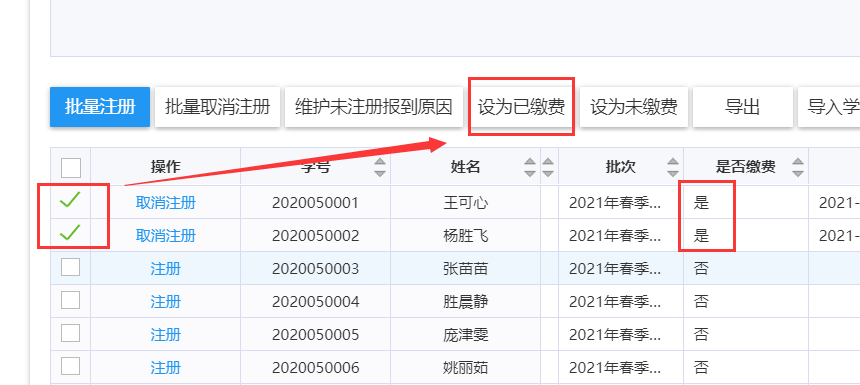 批量注册 批量取消注册 维护未注册报到原因 设为已缴费 设为未缴费 导出 导入学
操作 学号 姓名 批次 是否缴费
取消注册 2020050001 王可心 2021年春季... 是 2021-
取消注册 2020050002 杨胜飞 2021年春季... 是 2021-
注册 2020050003 张苗苗 2021年春季... 否
注册 2020050004 胜晨静 2021年春季... 否
注册 2020050005 庞津雯 2021年春季... 否
注册 2020050006 姚丽茹 2021年春季... 否